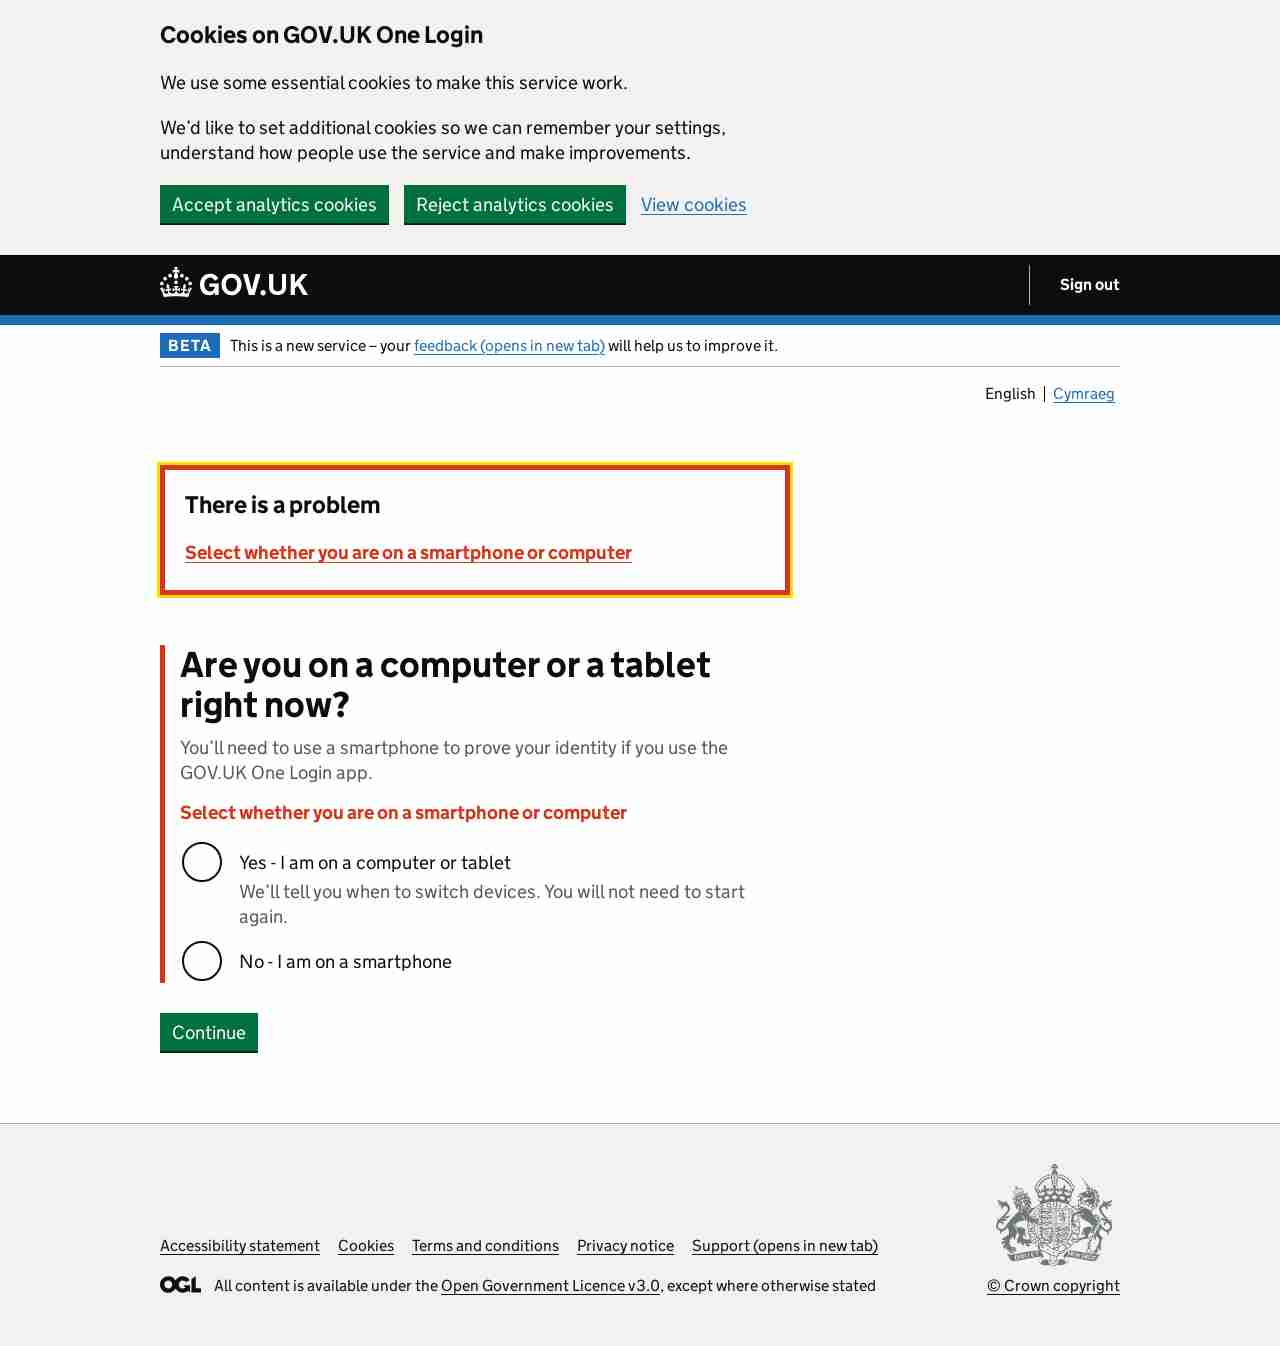 Cookies on GOV.UK One Login
We use some essential cookies to make this service work.
We’d like to set additional cookies so we can remember your settings,
understand how people use the service and make improvements.
Accept analytics cookies
Reject analytics cookies
View cookies
GOV.UK
Sign out
BETA
This is a new service – your feedback (opens in new tab) will help us to improve it.
English
Cymraeg
There is a problem
Select whether you are on a smartphone or computer
Are you on a computer or a tablet
right now?
You’ll need to use a smartphone to prove your identity if you use the
GOV.UK One Login app.
Select whether you are on a smartphone or computer
Yes - I am on a computer or tablet
We’ll tell you when to switch devices. You will not need to start
again.
No - I am on a smartphone
Continue
Accessibility statement
Cookies
Terms and conditions
Privacy notice
Support (opens in new tab)
OGL
All content is available under the Open Government Licence v3.0, except where otherwise stated
© Crown copyright